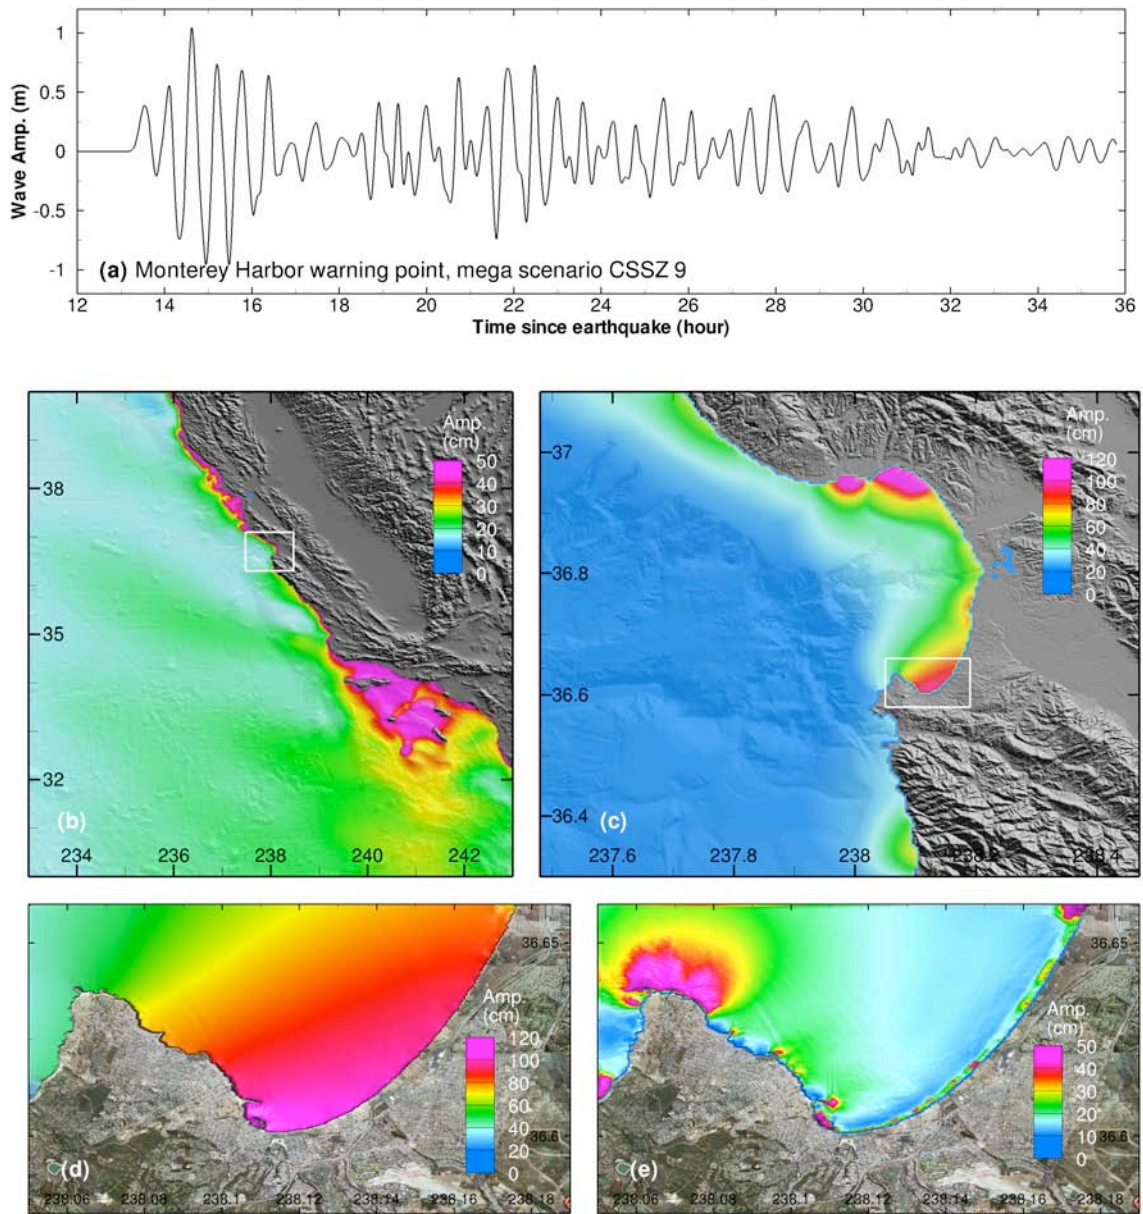 1
0.5
0
-0.5
-1
Wave Amp. (m)
(a) Monterey Harbor warning point, mega scenario CSSZ 9
12 14 16 18 20 22 24 26 28 30 32 34 36
Time since earthquake (hour)
Amp.
(cm)
50
40
30
20
10
0
38
35
32
(b)
234 236 238 240 242
Amp.
(cm)
120
100
80
60
40
20
0
37
36.8
36.6
36.4
(c)
237.6 237.8 238 238.2 238.4
36.65
Amp.
(cm)
120
100
80
60
40
20
0
36.6
(d)
238.06 238.08 238.1 238.12 238.14 238.16 238.18
36.65
Amp.
(cm)
50
40
30
20
10
0
36.6
(e)
238.06 238.08 238.1 238.12 238.14 238.16 238.18